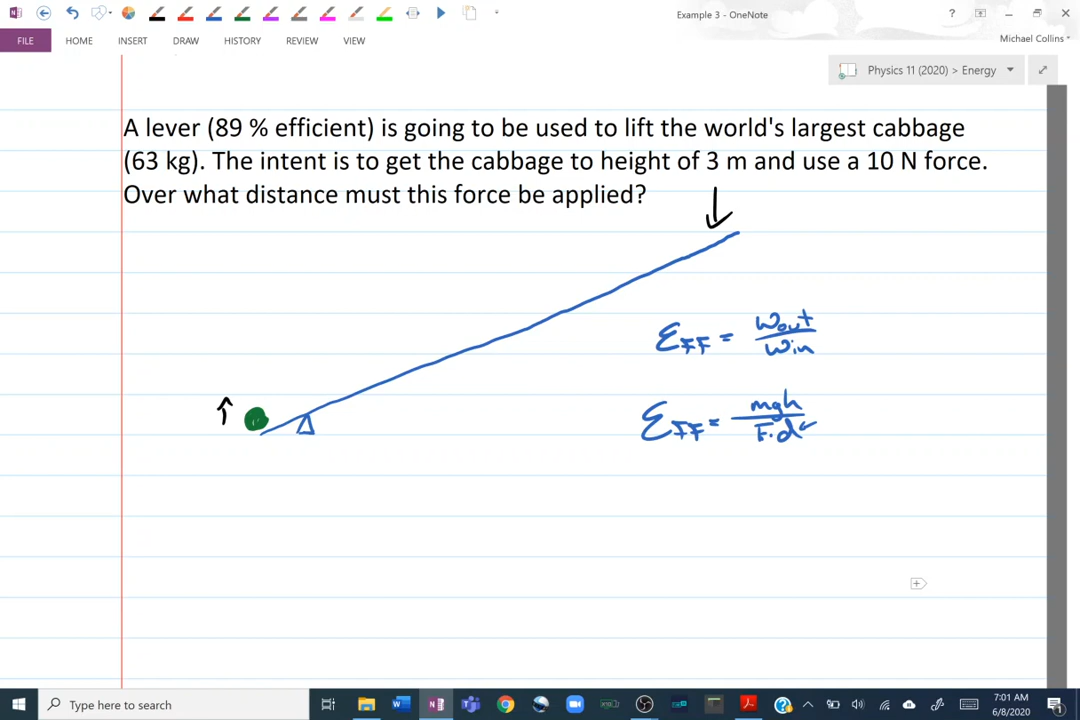 Example 3 - OneNote
?
FILE HOME INSERT DRAW HISTORY REVIEW VIEW
Michael Collins
Physics 11 (2020) > Energy
A lever (89 % efficient) is going to be used to lift the world's largest cabbage
(63 kg). The intent is to get the cabbage to height of 3 m and use a 10 N force.
Over what distance must this force be applied?
EFF = Wout
Win
EFF = mgh
F·d
Type here to search
7:01 AM
6/8/2020